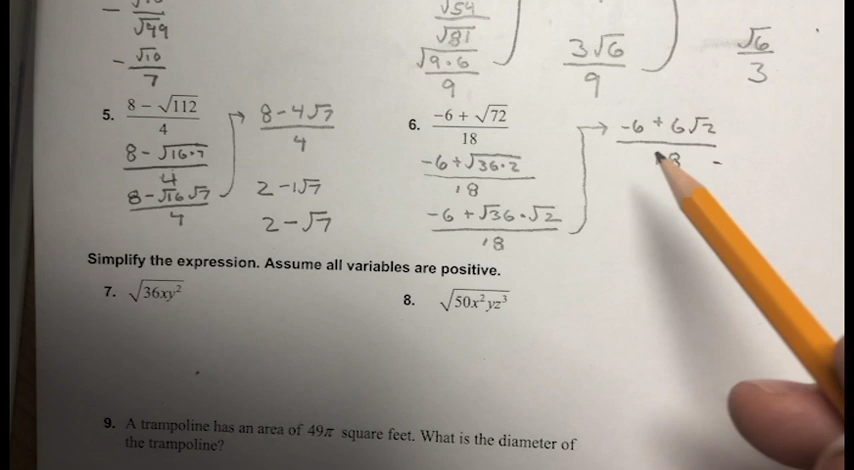 - √49
- √10 / 7
√54 / √81
√9·6 / 9
3√6 / 9
√6 / 3
5. 8 - √112 / 4
8 - √16·7 / 4
8 - √16 √7 / 4
→ 8 - 4√7 / 4
2 - 1√7
2 - √7
6. -6 + √72 / 18
-6 + √36·2 / 18
-6 + √36 · √2 / 18
→ -6 + 6√2
Simplify the expression. Assume all variables are positive.
7. √36xy²
8. √50x²yz³
9. A trampoline has an area of 49π square feet. What is the diameter of
the trampoline?